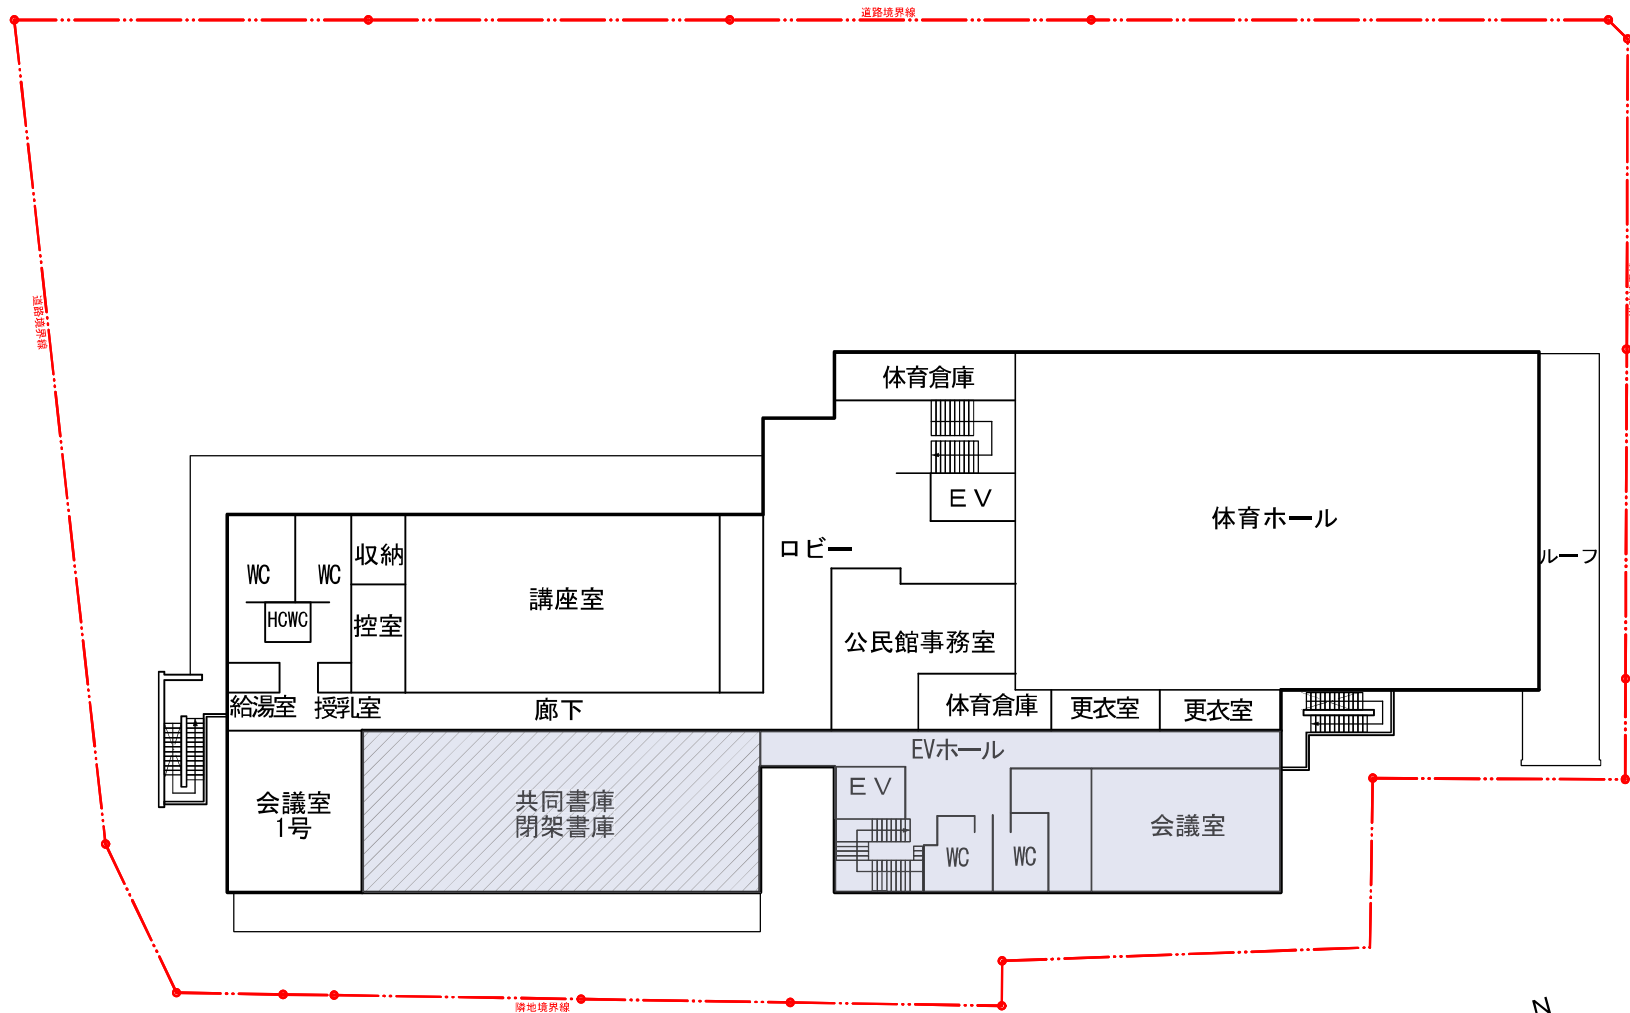 道路境界線
道路境界線
体育倉庫
EV
体育ホール
ルーフ
ロビー
WC
WC
収納
HCWC
控室
講座室
公民館事務室
給湯室
授乳室
廊下
体育倉庫
更衣室
更衣室
EVホール
会議室
1号
共同書庫
閉架書庫
EV
WC
WC
会議室
隣地境界線
N